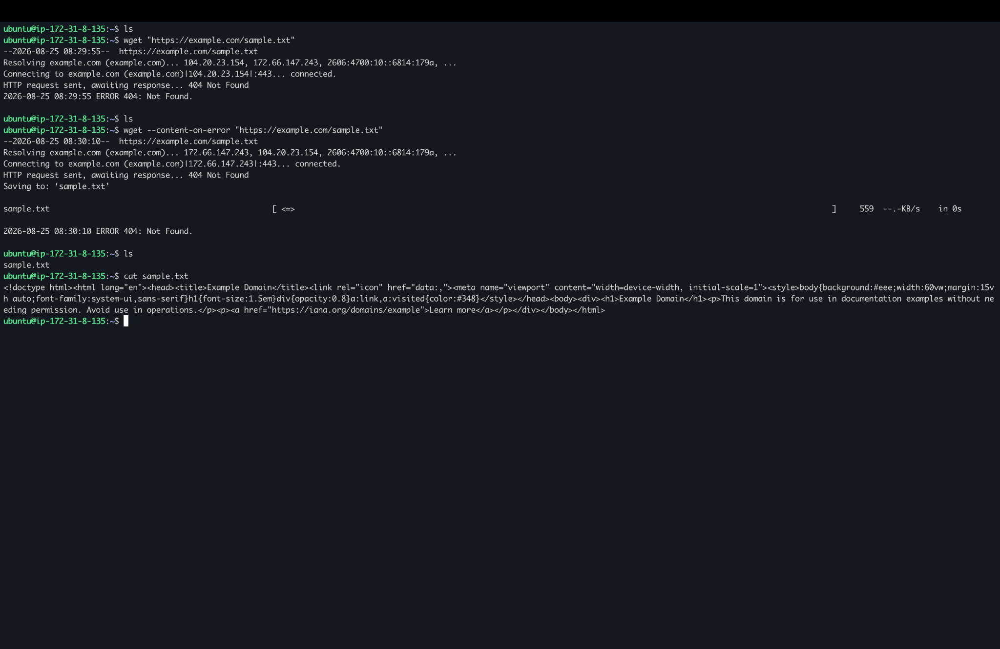 ubuntu@ip-172-31-8-135:~$ ls
ubuntu@ip-172-31-8-135:~$ wget "https://example.com/sample.txt"
--2026-08-25 08:29:55--  https://example.com/sample.txt
Resolving example.com (example.com)... 104.20.23.154, 172.66.147.243, 2606:4700:10::6814:179a, ...
Connecting to example.com (example.com)|104.20.23.154|:443... connected.
HTTP request sent, awaiting response... 404 Not Found
2026-08-25 08:29:55 ERROR 404: Not Found.

ubuntu@ip-172-31-8-135:~$ ls
ubuntu@ip-172-31-8-135:~$ wget --content-on-error "https://example.com/sample.txt"
--2026-08-25 08:30:10--  https://example.com/sample.txt
Resolving example.com (example.com)... 172.66.147.243, 104.20.23.154, 2606:4700:10::6814:179a, ...
Connecting to example.com (example.com)|172.66.147.243|:443... connected.
HTTP request sent, awaiting response... 404 Not Found
Saving to: ‘sample.txt’

sample.txt                [ <=>                ]     559  --.-KB/s    in 0s

2026-08-25 08:30:10 ERROR 404: Not Found.

ubuntu@ip-172-31-8-135:~$ ls
sample.txt
ubuntu@ip-172-31-8-135:~$ cat sample.txt
<!doctype html><html lang="en"><head><title>Example Domain</title><link rel="icon" href="data:,"><meta name="viewport" content="width=device-width, initial-scale=1"><style>body{background:#eee;width:60vw;margin:15v
h auto;font-family:system-ui,sans-serif}h1{font-size:1.5em}div{opacity:0.8}a:link,a:visited{color:#348}</style></head><body><div><h1>Example Domain</h1><p>This domain is for use in documentation examples without ne
eding permission. Avoid use in operations.</p><p><a href="https://iana.org/domains/example">Learn more</a></p></div></body></html>
ubuntu@ip-172-31-8-135:~$